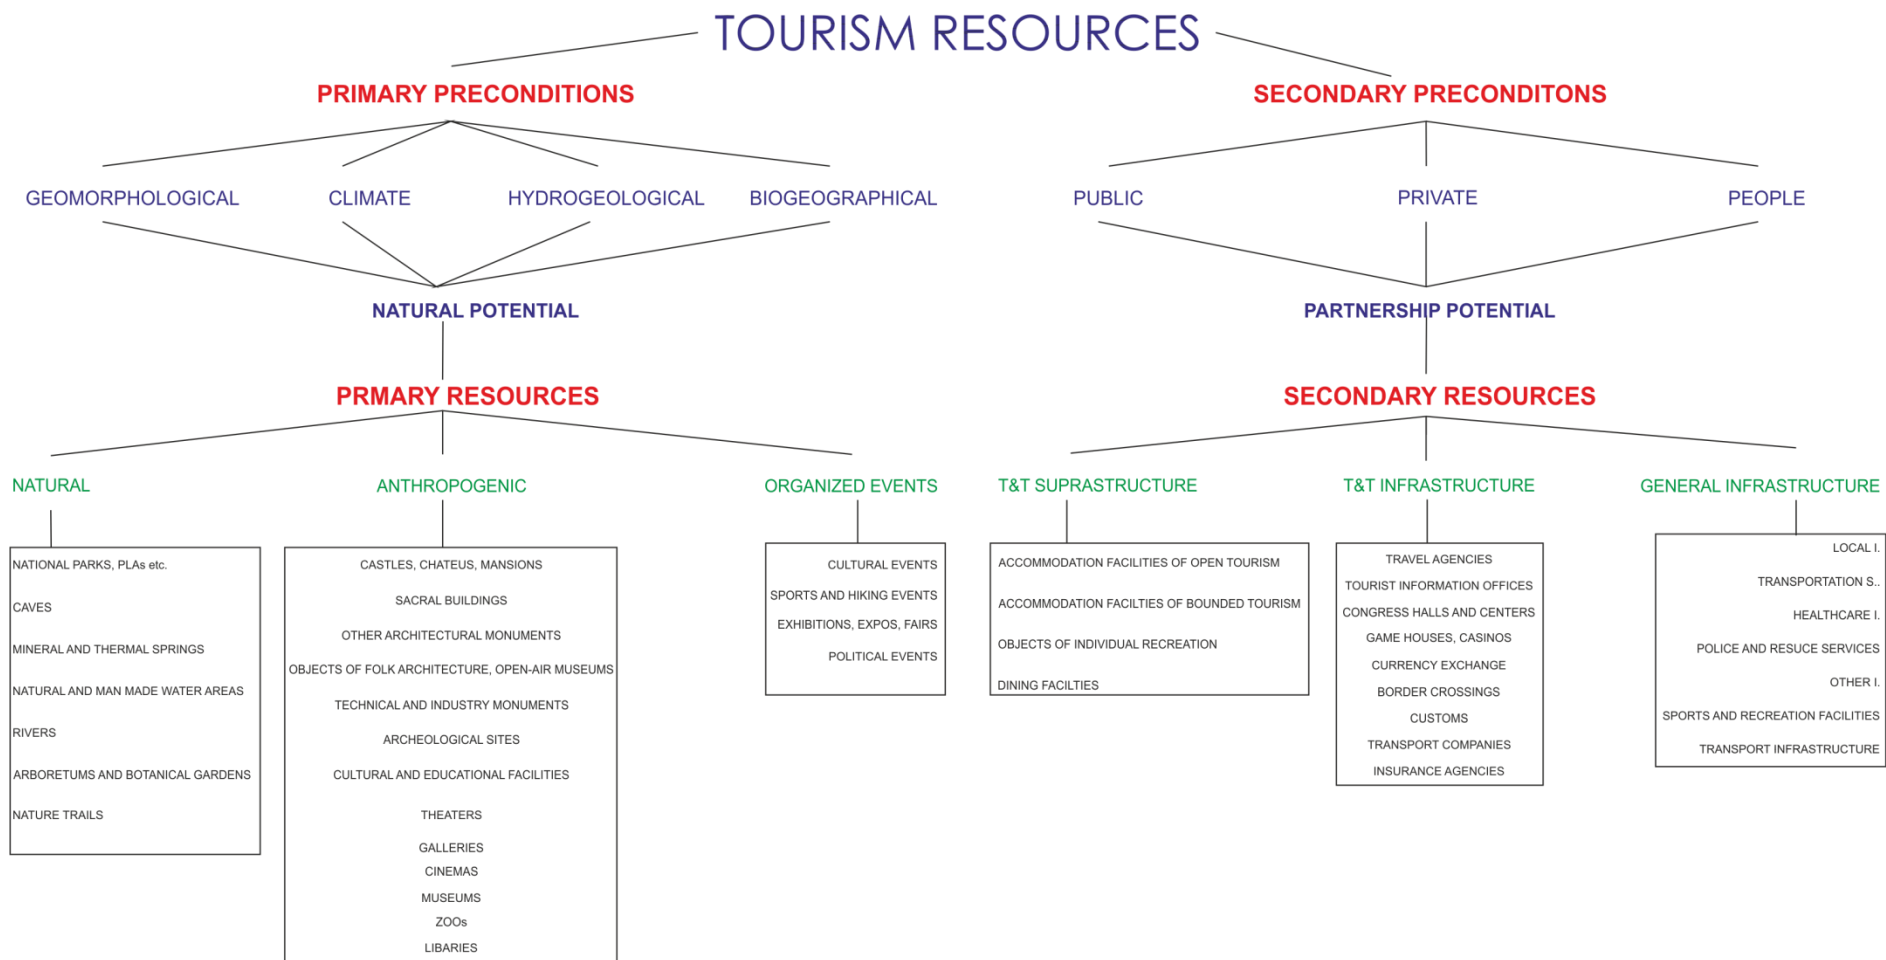 TOURISM RESOURCES
PRIMARY PRECONDITIONS
SECONDARY PRECONDITONS
GEOMORPHOLOGICAL
CLIMATE
HYDROGEOLOGICAL
BIOGEOGRAPHICAL
PUBLIC
PRIVATE
PEOPLE
NATURAL POTENTIAL
PARTNERSHIP POTENTIAL
PRMARY RESOURCES
SECONDARY RESOURCES
NATURAL
ANTHROPOGENIC
ORGANIZED EVENTS
T&T SUPRASTRUCTURE
T&T INFRASTRUCTURE
GENERAL INFRASTRUCTURE
NATIONAL PARKS, PLAs etc.
CAVES
MINERAL AND THERMAL SPRINGS
NATURAL AND MAN MADE WATER AREAS
RIVERS
ARBORETUMS AND BOTANICAL GARDENS
NATURE TRAILS
CASTLES, CHATEUS, MANSIONS
SACRAL BUILDINGS
OTHER ARCHITECTURAL MONUMENTS
OBJECTS OF FOLK ARCHITECTURE, OPEN-AIR MUSEUMS
TECHNICAL AND INDUSTRY MONUMENTS
ARCHEOLOGICAL SITES
CULTURAL AND EDUCATIONAL FACILITIES
THEATERS
GALLERIES
CINEMAS
MUSEUMS
ZOOs
LIBARIES
CULTURAL EVENTS
SPORTS AND HIKING EVENTS
EXHIBITIONS, EXPOS, FAIRS
POLITICAL EVENTS
ACCOMMODATION FACILITIES OF OPEN TOURISM
ACCOMMODATION FACILTIES OF BOUNDED TOURISM
OBJECTS OF INDIVIDUAL RECREATION
DINING FACILTIES
TRAVEL AGENCIES
TOURIST INFORMATION OFFICES
CONGRESS HALLS AND CENTERS
GAME HOUSES, CASINOS
CURRENCY EXCHANGE
BORDER CROSSINGS
CUSTOMS
TRANSPORT COMPANIES
INSURANCE AGENCIES
LOCAL I.
TRANSPORTATION S..
HEALTHCARE I.
POLICE AND RESUCE SERVICES
OTHER I.
SPORTS AND RECREATION FACILITIES
TRANSPORT INFRASTRUCTURE